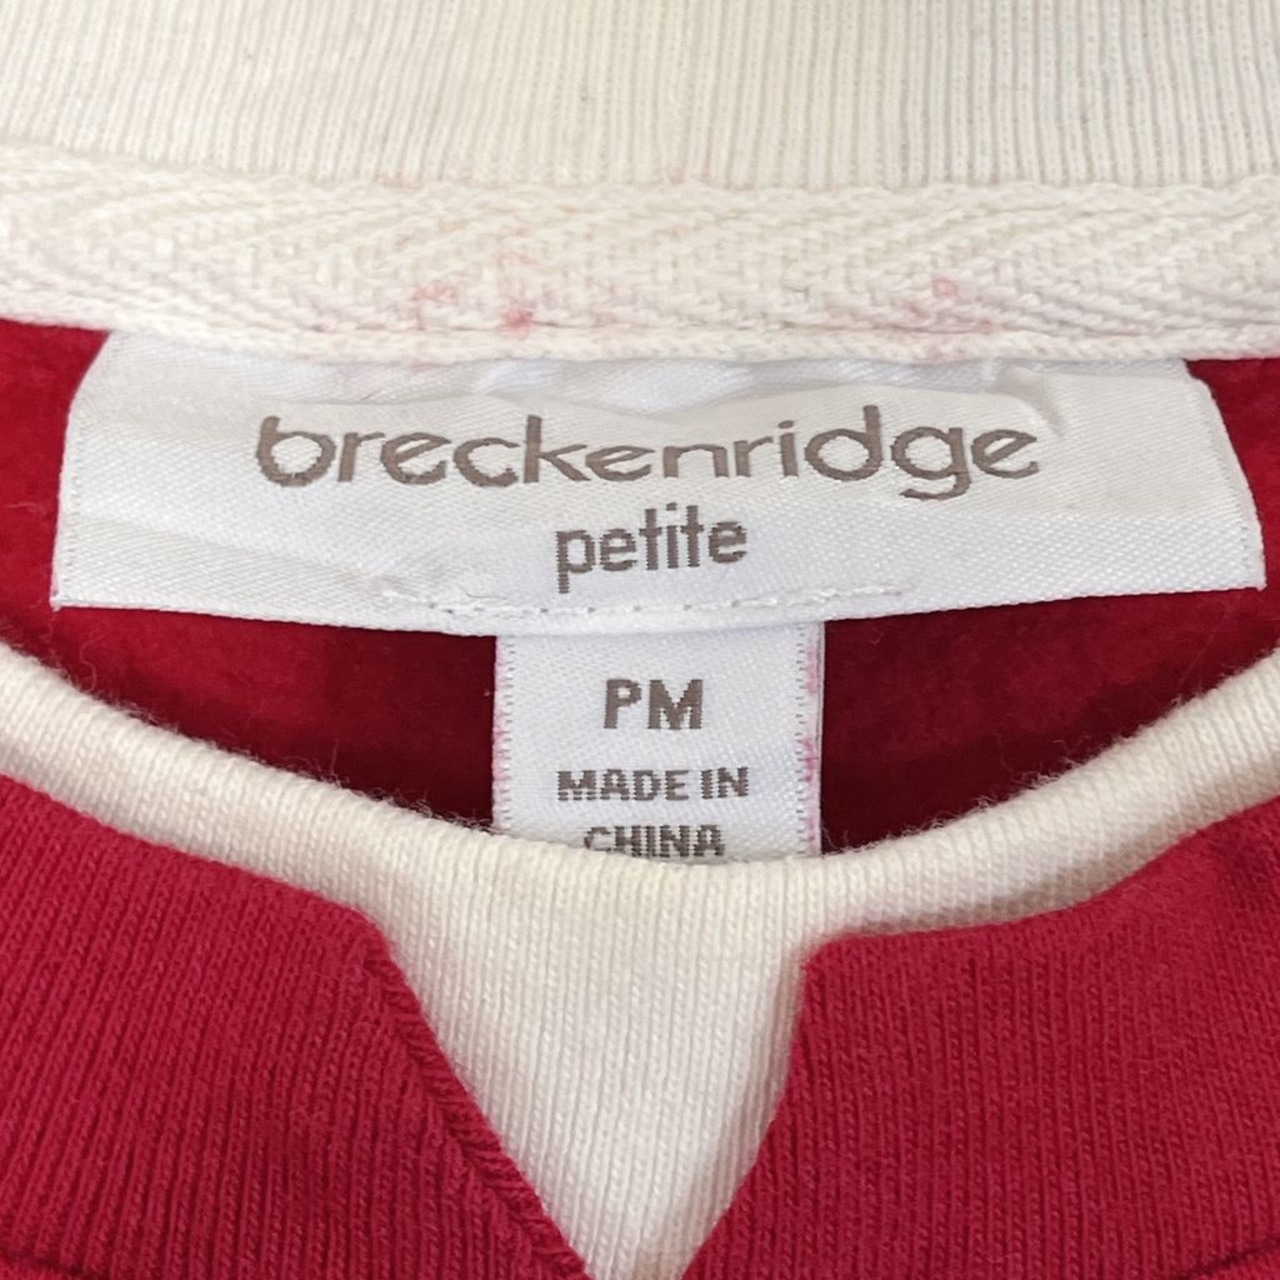 breckenridge
petite
PM
MADE IN
CHINA